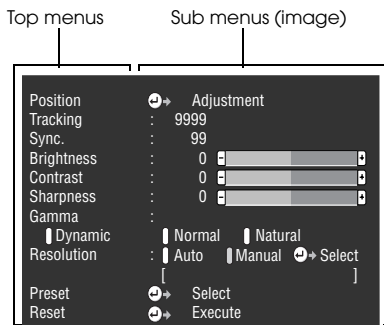 Top menus Sub menus (image)
Position Adjustment
Tracking : 9999
Sync. : 99
Brightness : 0 - +
Contrast : 0 - +
Sharpness : 0 - +
Gamma :
Dynamic Normal Natural
Resolution : Auto Manual Select
[ ]
Preset Select
Reset Execute